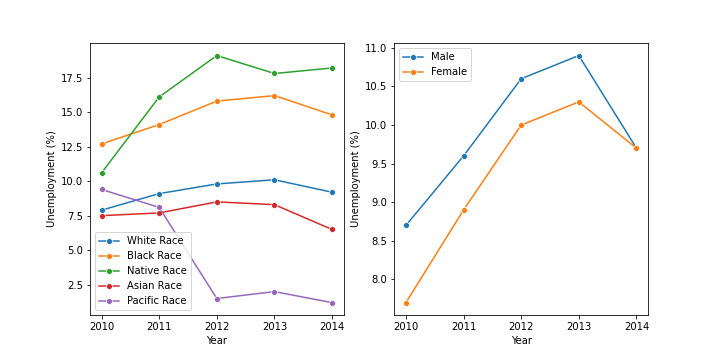 Unemployment (%)
17.5
15.0
12.5
10.0
7.5
5.0
2.5
White Race
Black Race
Native Race
Asian Race
Pacific Race
2010 2011 2012 2013 2014
Year
Unemployment (%)
11.0
10.5
10.0
9.5
9.0
8.5
8.0
Male
Female
2010 2011 2012 2013 2014
Year